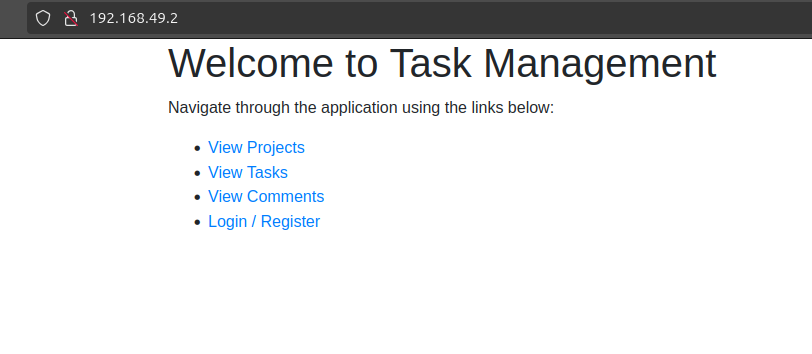 192.168.49.2
Welcome to Task Management
Navigate through the application using the links below:
View Projects
View Tasks
View Comments
Login / Register